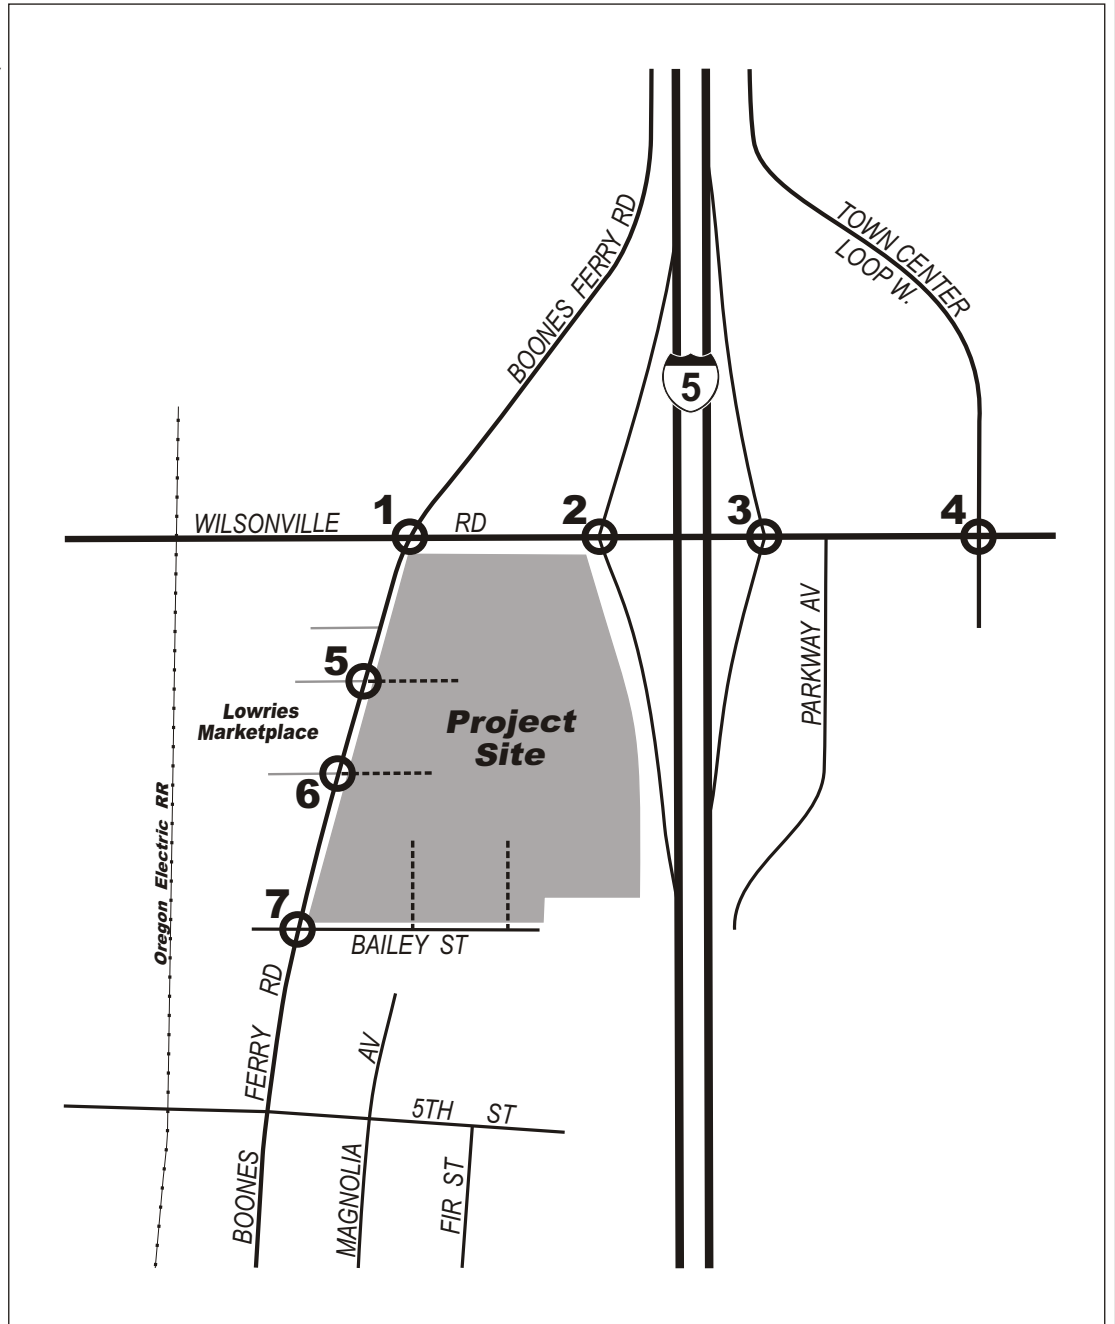 BOONES FERRY RD
TOWN CENTER
LOOP W.
5
WILSONVILLE RD
1
2
3
4
PARKWAY AV
5
Lowries
Marketplace
Project
Site
6
Oregon Electric RR
7
BAILEY ST
BOONES FERRY RD
MAGNOLIA AV
5TH ST
FIR ST